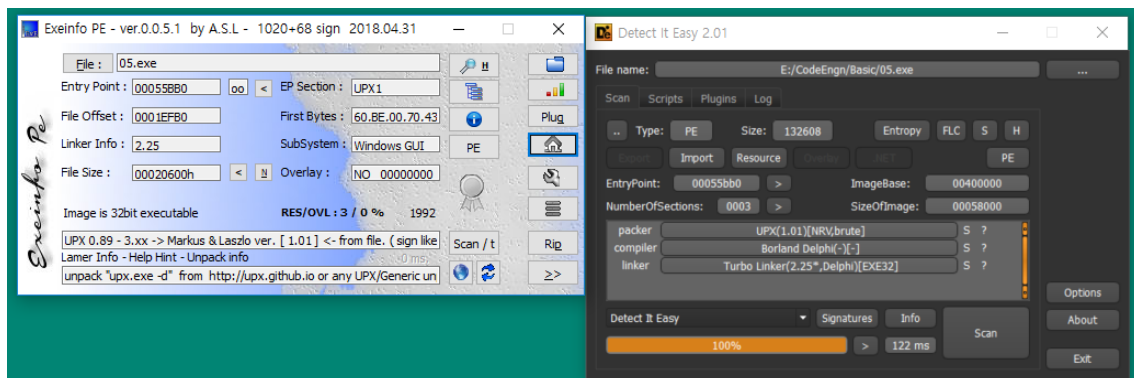 Exeinfo PE - ver.0.0.5.1 by A.S.L - 1020+68 sign 2018.04.31
File : 05.exe H
Entry Point : 00055BB0 oo < EP Section : UPX1
File Offset : 0001EFB0 First Bytes : 60.BE.00.70.43 Plug
Linker Info : 2.25 SubSystem : Windows GUI PE
File Size : 00020600h < N Overlay : NO 00000000
Image is 32bit executable RES/OVL : 3 / 0 % 1992
UPX 0.89 - 3.xx -> Markus & Laszlo ver. [ 1.01 ] <- from file. ( sign like Scan / t Rip
Lamer Info - Help Hint - Unpack info 0 ms.
unpack "upx.exe -d" from http://upx.github.io or any UPX/Generic un >>
Exeinfo Pe
Detect It Easy 2.01
File name: E:/CodeEngn/Basic/05.exe ...
Scan Scripts Plugins Log
.. Type: PE Size: 132608 Entropy FLC S H
Export Import Resource Overlay .NET PE
EntryPoint: 00055bb0 > ImageBase: 00400000
NumberOfSections: 0003 > SizeOfImage: 00058000
packer UPX(1.01)[NRV,brute] S ?
compiler Borland Delphi(-)[-] S ?
linker Turbo Linker(2.25*,Delphi)[EXE32] S ?
Options
Detect It Easy Signatures Info Scan About
100% > 122 ms
Exit